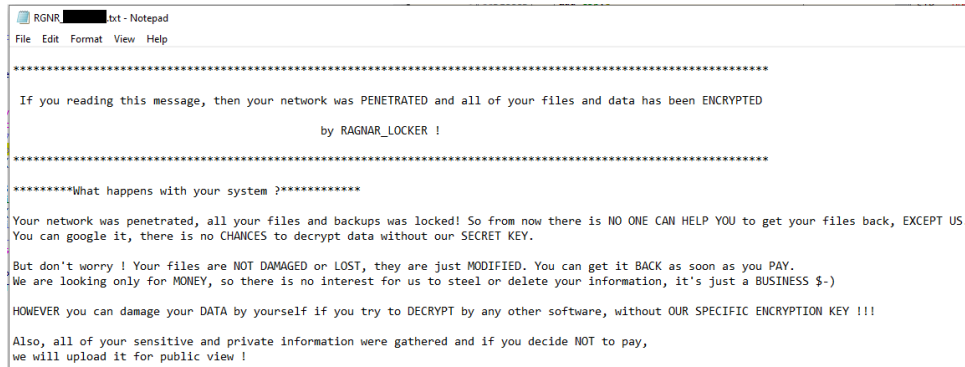 RGNR_ .txt - Notepad
File Edit Format View Help
*****************************************************************************************************************
If you reading this message, then your network was PENETRATED and all of your files and data has been ENCRYPTED
by RAGNAR_LOCKER !
*****************************************************************************************************************
*********What happens with your system ?************
Your network was penetrated, all your files and backups was locked! So from now there is NO ONE CAN HELP YOU to get your files back, EXCEPT US
You can google it, there is no CHANCES to decrypt data without our SECRET KEY.
But don't worry ! Your files are NOT DAMAGED or LOST, they are just MODIFIED. You can get it BACK as soon as you PAY.
We are looking only for MONEY, so there is no interest for us to steel or delete your information, it's just a BUSINESS $-)
HOWEVER you can damage your DATA by yourself if you try to DECRYPT by any other software, without OUR SPECIFIC ENCRYPTION KEY !!!
Also, all of your sensitive and private information were gathered and if you decide NOT to pay,
we will upload it for public view !